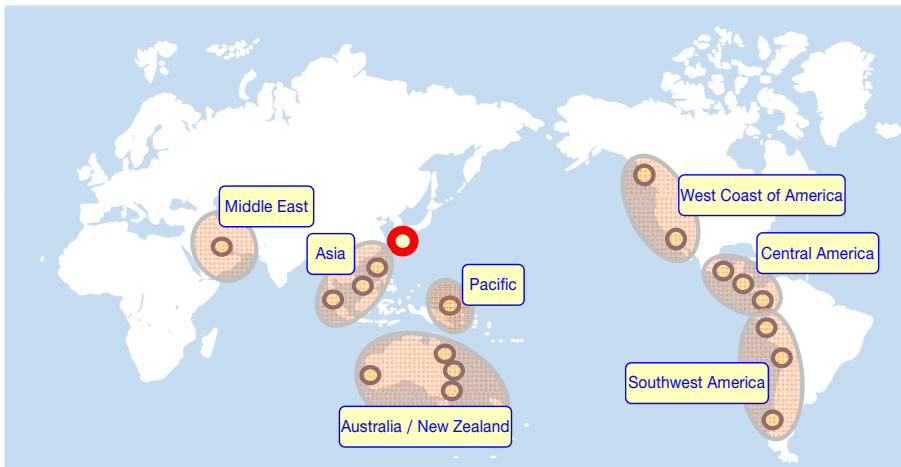 Middle East
West Coast of America
Asia
Central America
Pacific
Southwest America
Australia / New Zealand